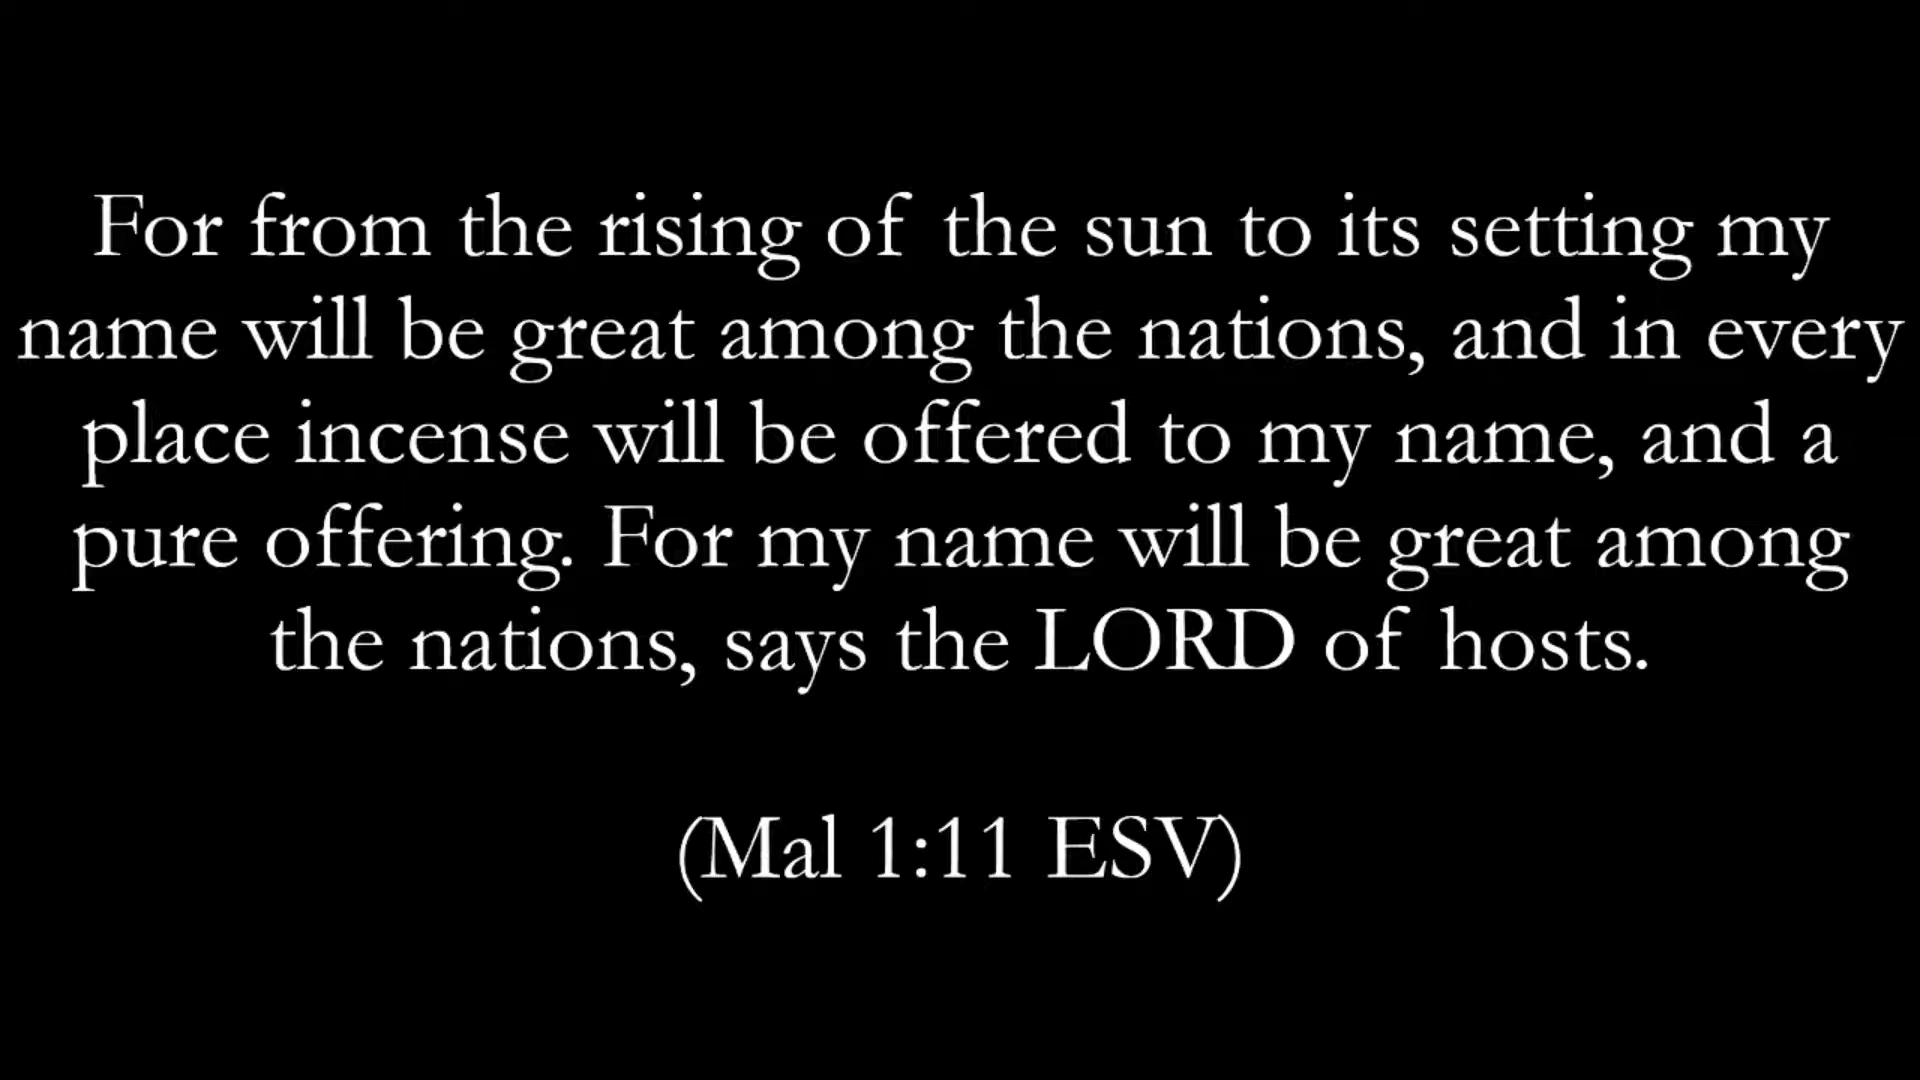 For from the rising of the sun to its setting my
name will be great among the nations, and in every
place incense will be offered to my name, and a
pure offering. For my name will be great among
the nations, says the LORD of hosts.
(Mal 1:11 ESV)